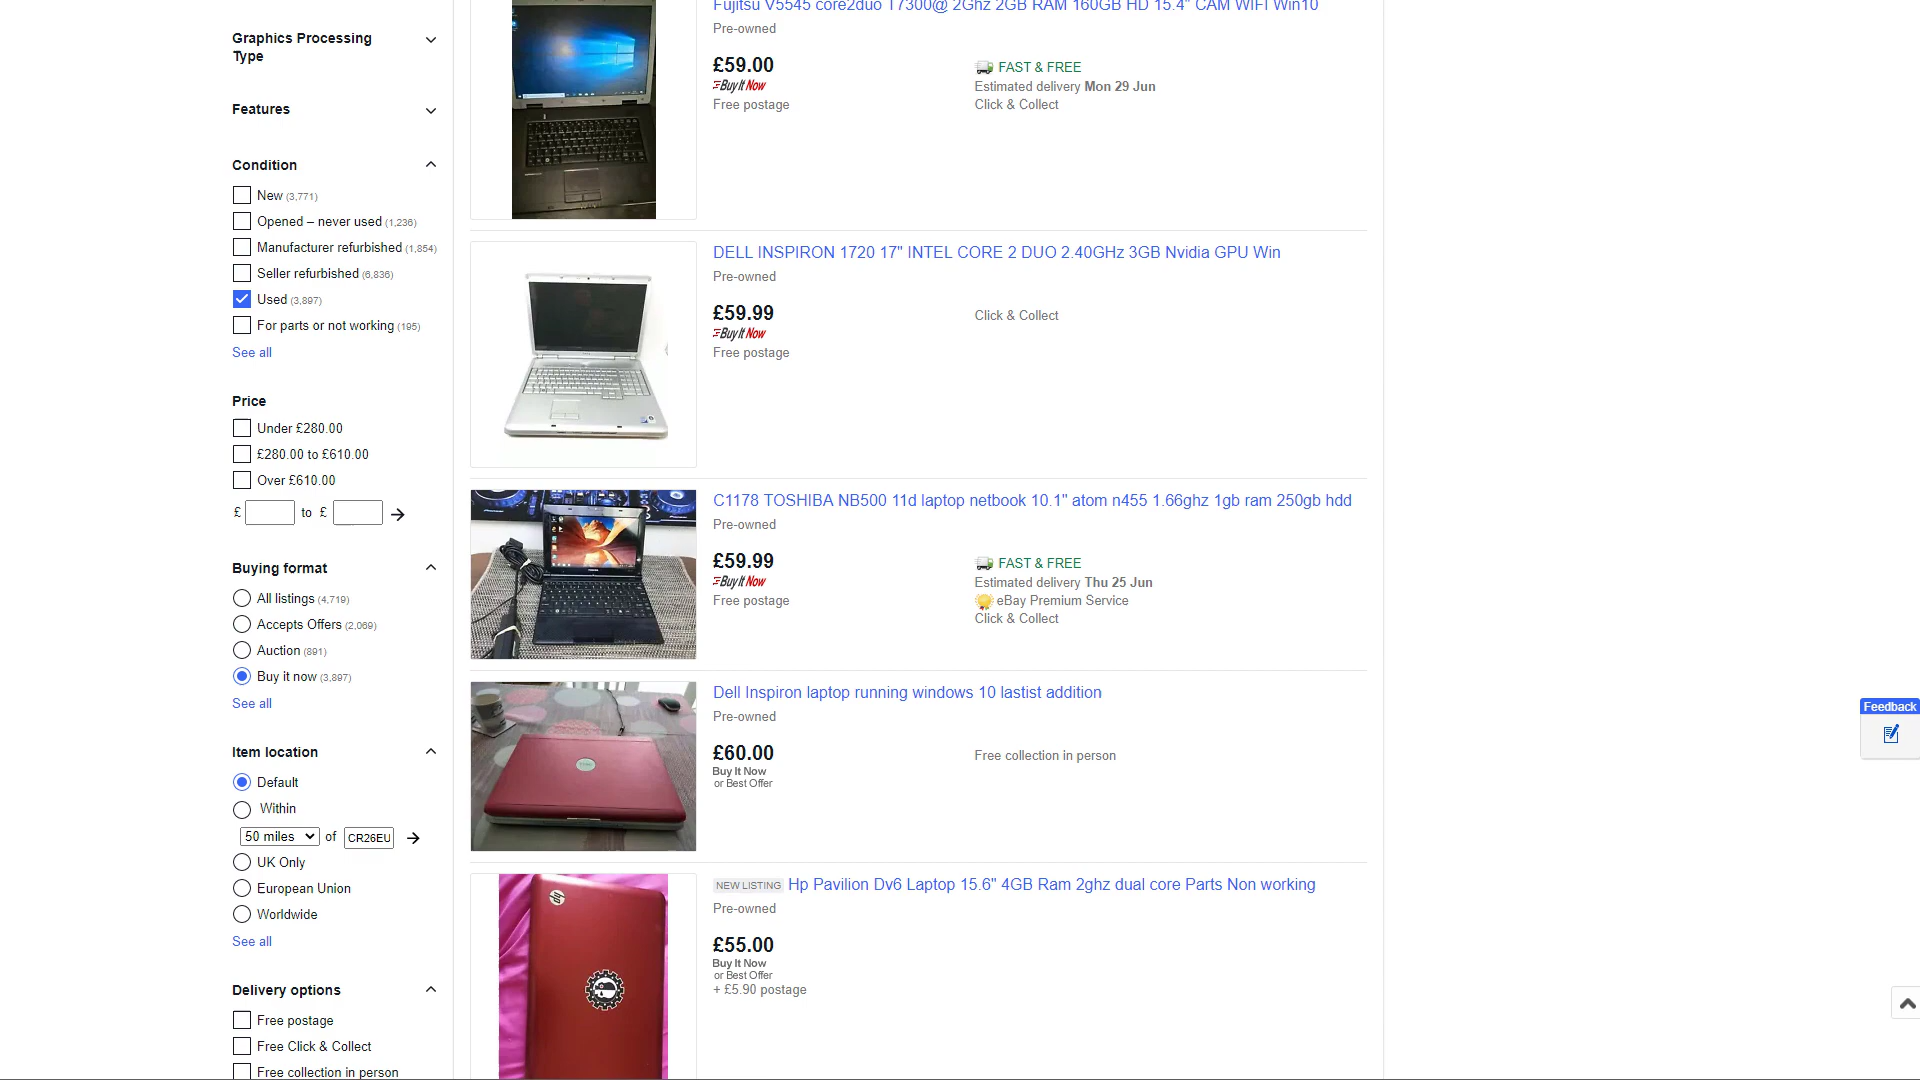 Graphics Processing
Type
Features
Condition
New (3,771)
Opened – never used (1,236)
Manufacturer refurbished (1,854)
Seller refurbished (6,836)
Used (3,897)
For parts or not working (195)
See all
Price
Under £280.00
£280.00 to £610.00
Over £610.00
£ to £
Buying format
All listings (4,719)
Accepts Offers (2,069)
Auction (891)
Buy it now (3,897)
See all
Item location
Default
Within
50 miles of CR26EU
UK Only
European Union
Worldwide
See all
Delivery options
Free postage
Free Click & Collect
Free collection in person
Fujitsu V5545 core2duo T7300@ 2Ghz 2GB RAM 160GB HD 15.4" CAM WIFI Win10
Pre-owned
£59.00
Buy It Now
Free postage
FAST & FREE
Estimated delivery Mon 29 Jun
Click & Collect
DELL INSPIRON 1720 17" INTEL CORE 2 DUO 2.40GHz 3GB Nvidia GPU Win
Pre-owned
£59.99
Buy It Now
Free postage
Click & Collect
C1178 TOSHIBA NB500 11d laptop netbook 10.1" atom n455 1.66ghz 1gb ram 250gb hdd
Pre-owned
£59.99
Buy It Now
Free postage
FAST & FREE
Estimated delivery Thu 25 Jun
eBay Premium Service
Click & Collect
Dell Inspiron laptop running windows 10 lastist addition
Pre-owned
£60.00
Buy It Now
or Best Offer
Free collection in person
NEW LISTING Hp Pavilion Dv6 Laptop 15.6" 4GB Ram 2ghz dual core Parts Non working
Pre-owned
£55.00
Buy It Now
or Best Offer
+ £5.90 postage
Feedback